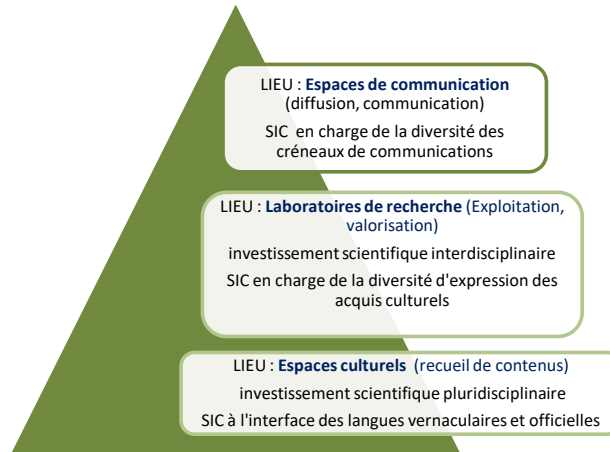 LIEU : Espaces de communication
(diffusion, communication)
SIC en charge de la diversité des
créneaux de communications
LIEU : Laboratoires de recherche (Exploitation,
valorisation)
investissement scientifique interdisciplinaire
SIC en charge de la diversité d'expression des
acquis culturels
LIEU : Espaces culturels (recueil de contenus)
investissement scientifique pluridisciplinaire
SIC à l'interface des langues vernaculaires et officielles